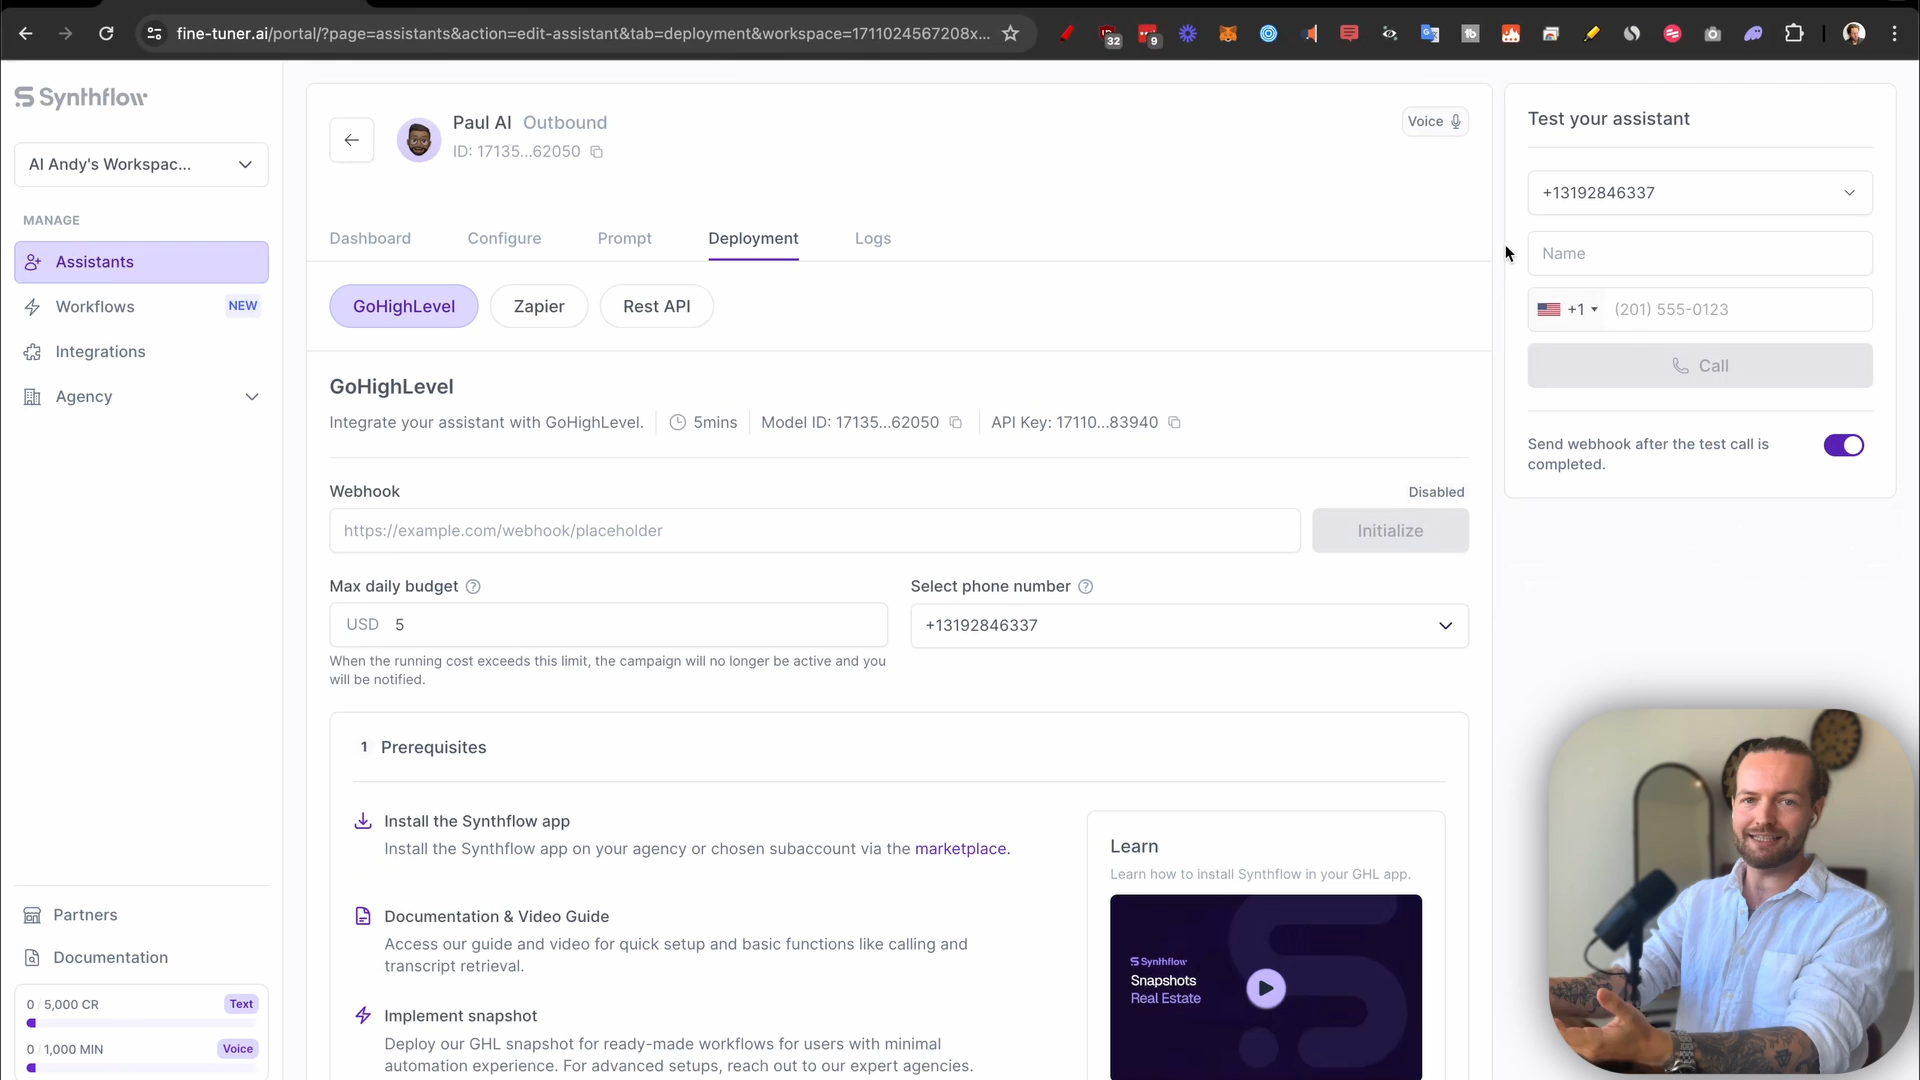 fine-tuner.ai/portal/?page=assistants&action=edit-assistant&tab=deployment&workspace=1711024567208x...
32
9
Synthflow
AI Andy's Workspac...
MANAGE
Assistants
Workflows
NEW
Integrations
Agency
Partners
Documentation
0 / 5,000 CR
Text
0 / 1,000 MIN
Voice
Paul AI Outbound
ID: 17135...62050
Voice
Dashboard
Configure
Prompt
Deployment
Logs
GoHighLevel
Zapier
Rest API
GoHighLevel
Integrate your assistant with GoHighLevel.
5mins
Model ID: 17135...62050
API Key: 17110...83940
Webhook
Disabled
https://example.com/webhook/placeholder
Initialize
Max daily budget
USD 5
When the running cost exceeds this limit, the campaign will no longer be active and you
will be notified.
Select phone number
+13192846337
1 Prerequisites
Install the Synthflow app
Install the Synthflow app on your agency or chosen subaccount via the marketplace.
Documentation & Video Guide
Access our guide and video for quick setup and basic functions like calling and
transcript retrieval.
Implement snapshot
Deploy our GHL snapshot for ready-made workflows for users with minimal
automation experience. For advanced setups, reach out to our expert agencies.
Learn
Learn how to install Synthflow in your GHL app.
Synthflow
Snapshots
Real Estate
Test your assistant
+13192846337
Name
+1
(201) 555-0123
Call
Send webhook after the test call is
completed.